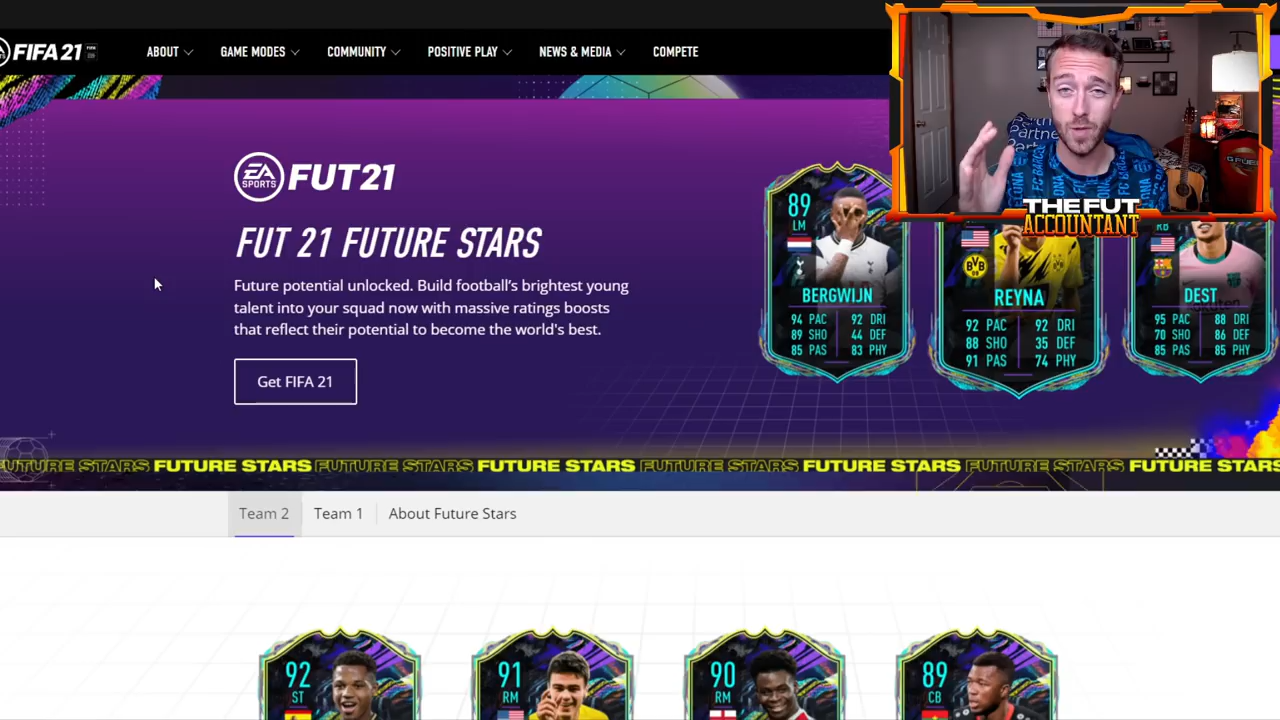 FIFA 21
ABOUT
GAME MODES
COMMUNITY
POSITIVE PLAY
NEWS & MEDIA
COMPETE
THE FUT
ACCOUNTANT
EA
SPORTS
FUT21
FUT 21 FUTURE STARS
Future potential unlocked. Build football's brightest young
talent into your squad now with massive ratings boosts
that reflect their potential to become the world's best.
Get FIFA 21
89
LM
BERGWIJN
94 PAC 92 DRI
89 SHO 44 DEF
85 PAS 83 PHY
REYNA
92 PAC 92 DRI
88 SHO 35 DEF
91 PAS 74 PHY
RB
DEST
95 PAC 88 DRI
70 SHO 86 DEF
85 PAS 85 PHY
FUTURE STARS FUTURE STARS FUTURE STARS FUTURE STARS FUTURE STARS FUTURE STARS FUTURE STARS FUTURE STARS
Team 2
Team 1
About Future Stars
92
ST
91
RM
90
RM
89
CB